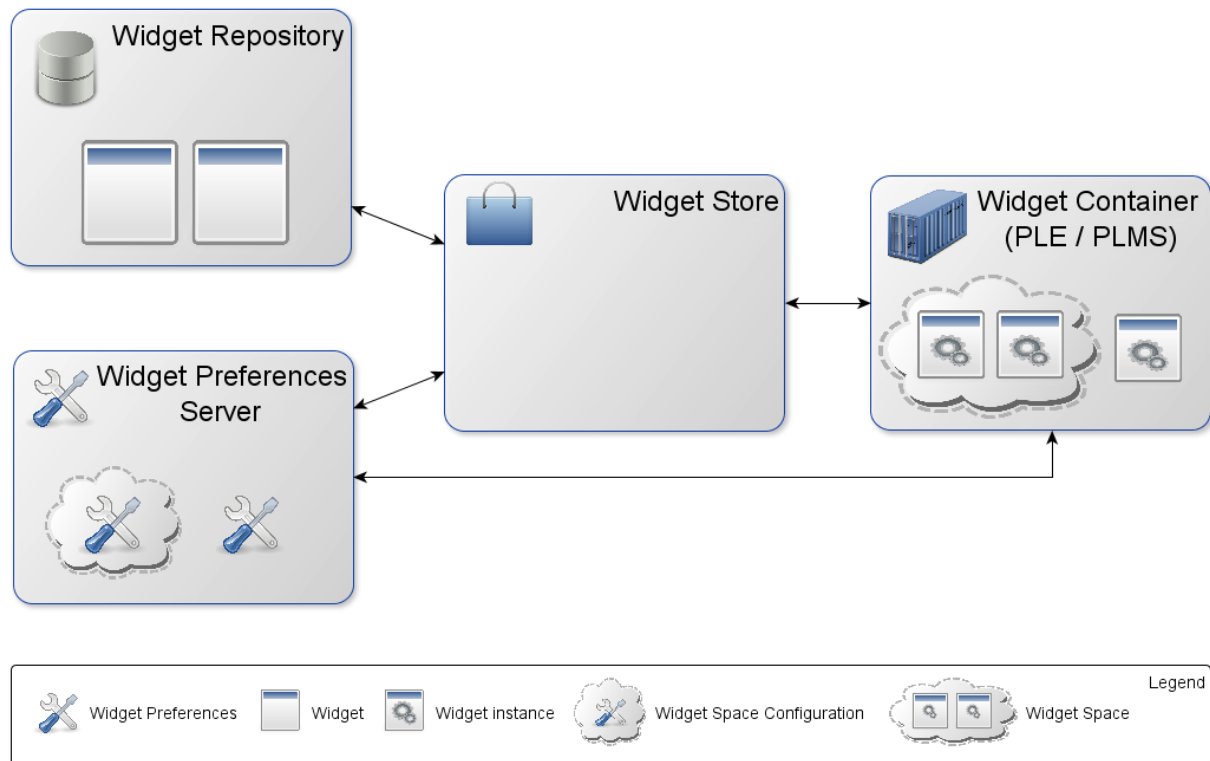 Widget Repository
Widget Store
Widget Container
(PLE / PLMS)
Widget Preferences
Server
Legend
Widget Preferences
Widget
Widget instance
Widget Space Configuration
Widget Space